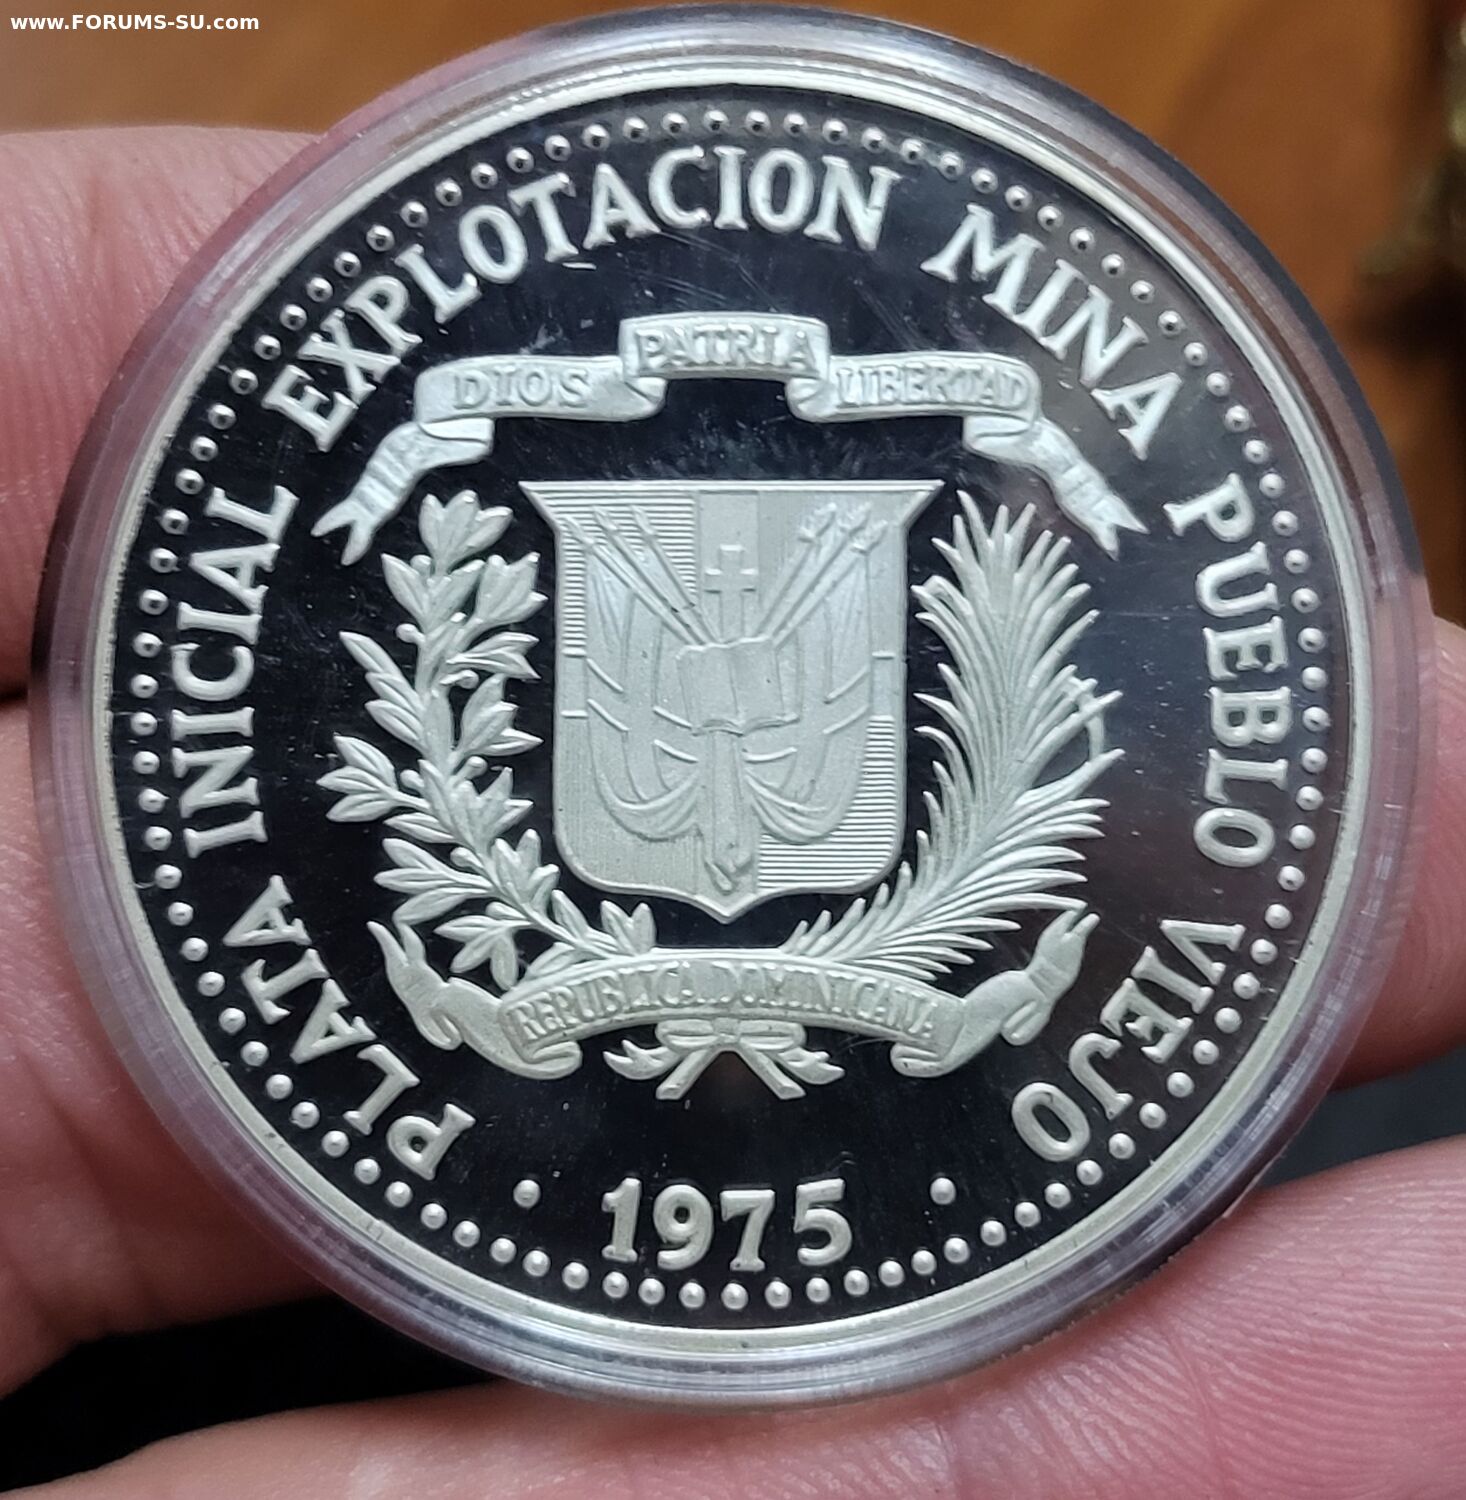 www.FORUMS-SU.com
PLATA INICIAL EXPLOTACION MINA PUEBLO VIEJO
DIOS PATRIA LIBERTAD
REPUBLICA DOMINICANA
· 1975 ·